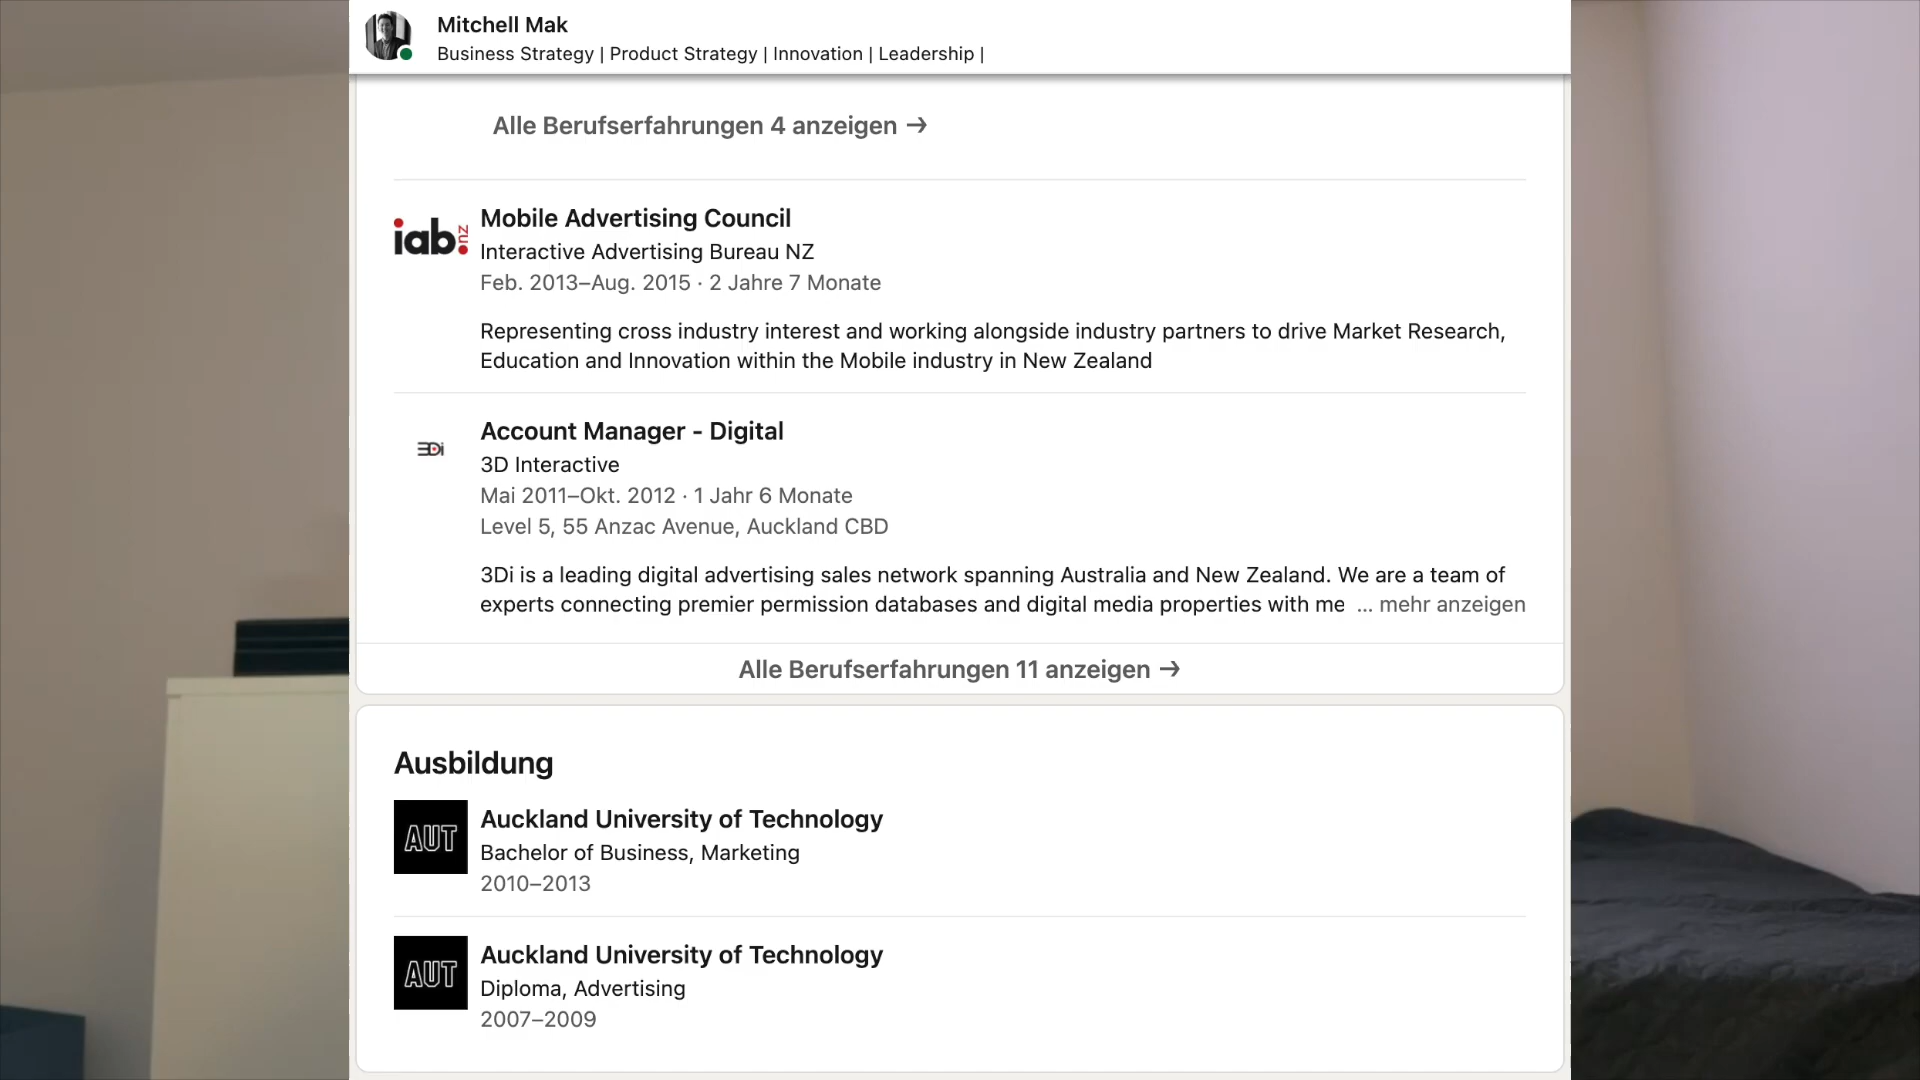 Mitchell Mak
Business Strategy | Product Strategy | Innovation | Leadership |
Alle Berufserfahrungen 4 anzeigen →
iab: nz
Mobile Advertising Council
Interactive Advertising Bureau NZ
Feb. 2013–Aug. 2015 · 2 Jahre 7 Monate
Representing cross industry interest and working alongside industry partners to drive Market Research,
Education and Innovation within the Mobile industry in New Zealand
3Di
Account Manager - Digital
3D Interactive
Mai 2011–Okt. 2012 · 1 Jahr 6 Monate
Level 5, 55 Anzac Avenue, Auckland CBD
3Di is a leading digital advertising sales network spanning Australia and New Zealand. We are a team of
experts connecting premier permission databases and digital media properties with me ... mehr anzeigen
Alle Berufserfahrungen 11 anzeigen →
Ausbildung
AUT
Auckland University of Technology
Bachelor of Business, Marketing
2010–2013
AUT
Auckland University of Technology
Diploma, Advertising
2007–2009